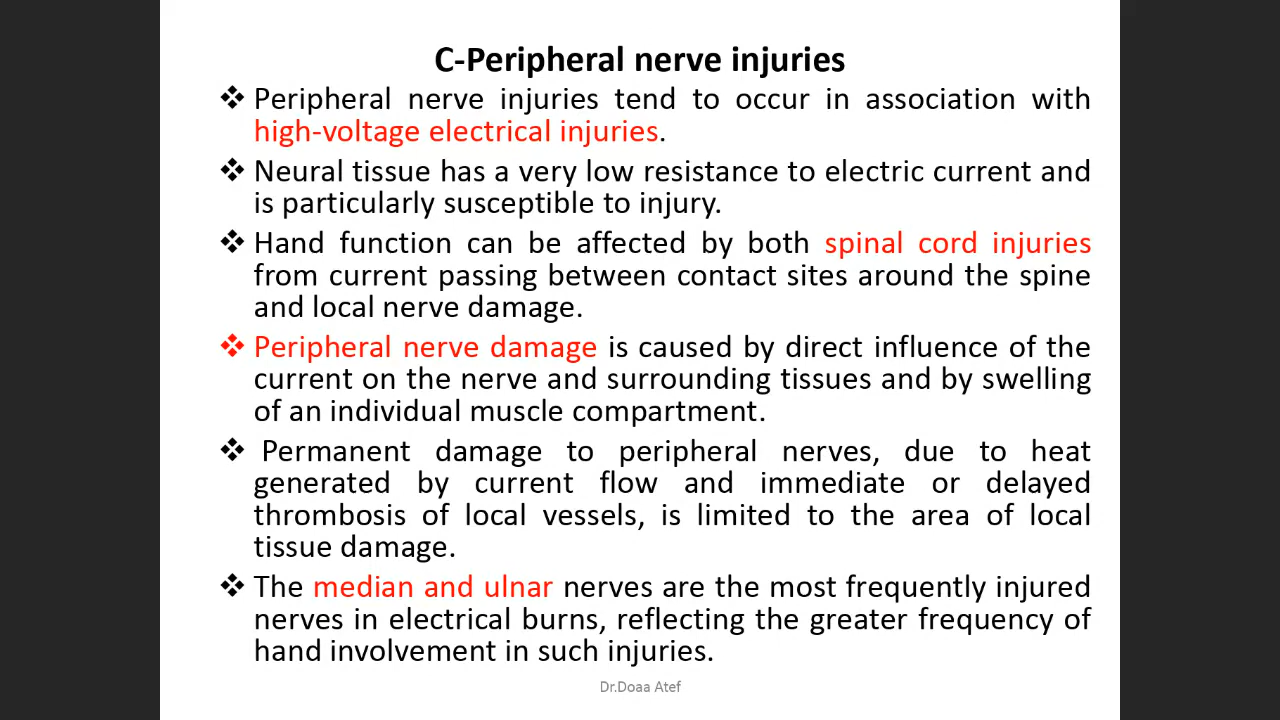 C-Peripheral nerve injuries
❖ Peripheral nerve injuries tend to occur in association with
high-voltage electrical injuries.
❖ Neural tissue has a very low resistance to electric current and
is particularly susceptible to injury.
❖ Hand function can be affected by both spinal cord injuries
from current passing between contact sites around the spine
and local nerve damage.
❖ Peripheral nerve damage is caused by direct influence of the
current on the nerve and surrounding tissues and by swelling
of an individual muscle compartment.
❖ Permanent damage to peripheral nerves, due to heat
generated by current flow and immediate or delayed
thrombosis of local vessels, is limited to the area of local
tissue damage.
❖ The median and ulnar nerves are the most frequently injured
nerves in electrical burns, reflecting the greater frequency of
hand involvement in such injuries.
Dr.Doaa Atef